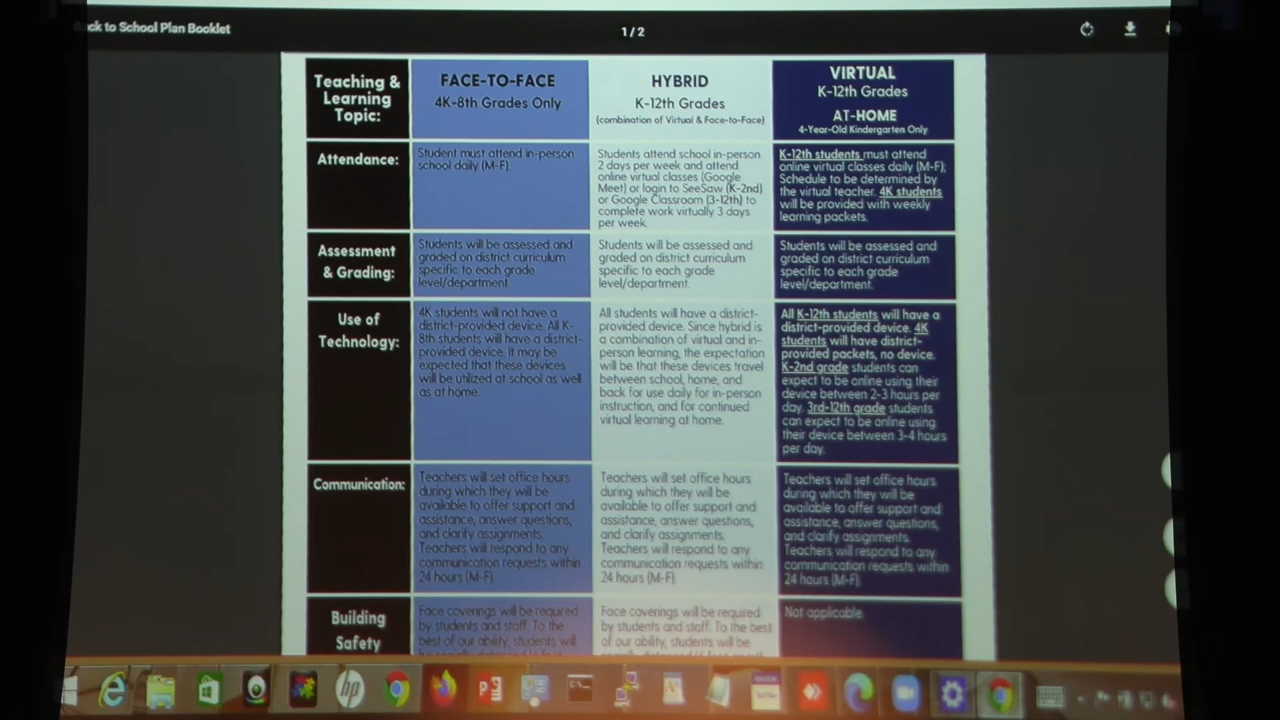 ck to School Plan Booklet
1 / 2
Teaching &
Learning
Topic:
FACE-TO-FACE
4K-8th Grades Only
HYBRID
K-12th Grades
(combination of Virtual & Face-to-Face)
VIRTUAL
K-12th Grades
AT-HOME
4-Year-Old Kindergarten Only
Attendance:
Student must attend in-person
school daily (M-F).
Students attend school in-person
2 days per week and attend
online virtual classes (Google
Meet) or login to SeeSaw (K-2nd)
or Google Classroom (3-12th) to
complete work virtually 3 days
per week.
K-12th students must attend
online virtual classes daily (M-F);
Schedule to be determined by
the virtual teacher. 4K students
will be provided with weekly
learning packets.
Assessment
& Grading:
Students will be assessed and
graded on district curriculum
specific to each grade
level/department.
Students will be assessed and
graded on district curriculum
specific to each grade
level/department.
Students will be assessed and
graded on district curriculum
specific to each grade
level/department.
Use of
Technology:
4K students will not have a
district-provided device. All K-
8th students will have a district-
provided device. It may be
expected that these devices
will be utilized at school as well
as at home.
All students will have a district-
provided device. Since hybrid is
a combination of virtual and in-
person learning, the expectation
will be that these devices travel
between school, home, and
back for use daily for in-person
instruction, and for continued
virtual learning at home.
All K-12th students will have a
district-provided device. 4K
students will have district-
provided packets, no device.
K-2nd grade students can
expect to be online using their
device between 2-3 hours per
day. 3rd-12th grade students
can expect to be online using
their device between 3-4 hours
per day.
Communication:
Teachers will set office hours
during which they will be
available to offer support and
assistance, answer questions,
and clarify assignments.
Teachers will respond to any
communication requests within
24 hours (M-F).
Teachers will set office hours
during which they will be
available to offer support and
assistance, answer questions,
and clarify assignments.
Teachers will respond to any
communication requests within
24 hours (M-F).
Teachers will set office hours
during which they will be
available to offer support and
assistance, answer questions,
and clarify assignments.
Teachers will respond to any
communication requests within
24 hours (M-F).
Building
Safety
Face coverings will be required
by students and staff. To the
best of our ability, students will
Face coverings will be required
by students and staff. To the best
of our ability, students will be
Not applicable.
hp